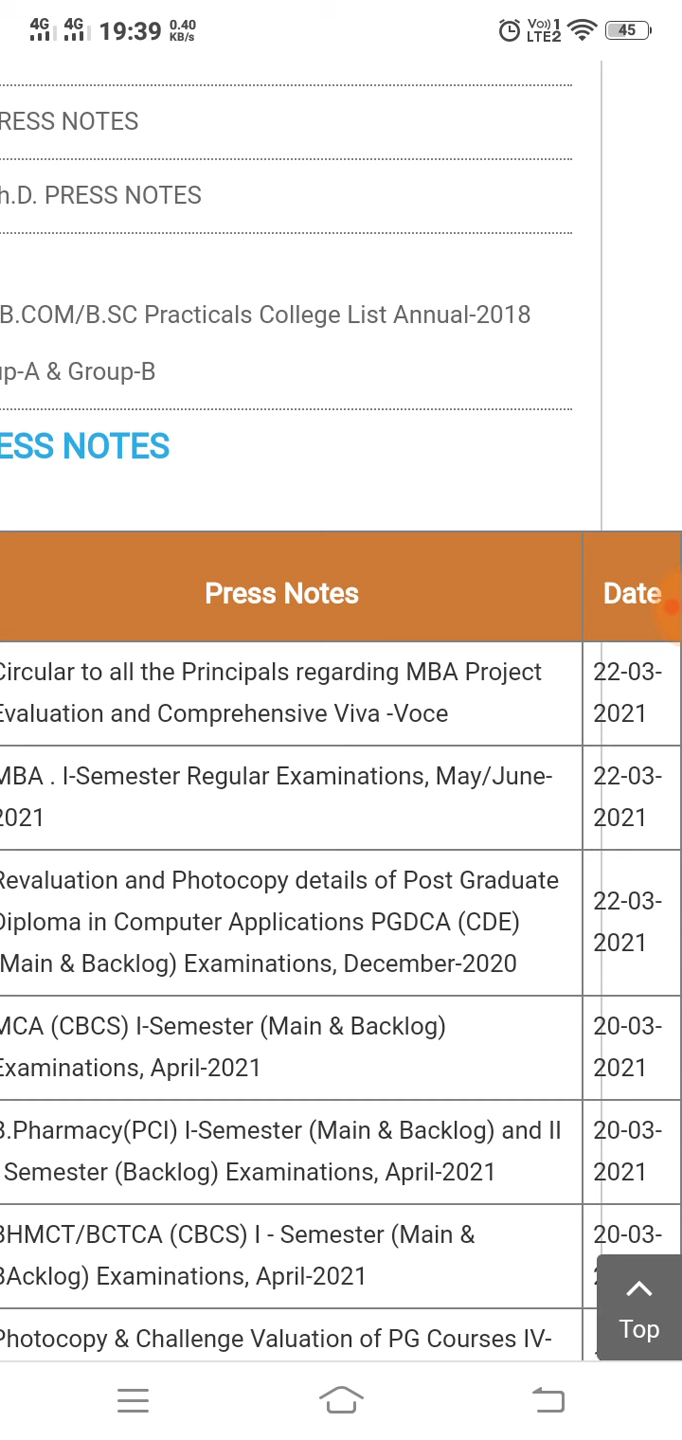 4G 4G 19:39 0.40 KB/s Vo)) 1 LTE2 45
RESS NOTES
h.D. PRESS NOTES
B.COM/B.SC Practicals College List Annual-2018
up-A & Group-B
ESS NOTES
Press Notes Date
Circular to all the Principals regarding MBA Project 22-03-
Evaluation and Comprehensive Viva -Voce 2021
MBA . I-Semester Regular Examinations, May/June- 22-03-
2021 2021
Revaluation and Photocopy details of Post Graduate
Diploma in Computer Applications PGDCA (CDE)
(Main & Backlog) Examinations, December-2020
22-03-
2021
MCA (CBCS) I-Semester (Main & Backlog) 20-03-
Examinations, April-2021 2021
B.Pharmacy(PCI) I-Semester (Main & Backlog) and II 20-03-
Semester (Backlog) Examinations, April-2021 2021
BHMCT/BCTCA (CBCS) I - Semester (Main & 20-03-
BAcklog) Examinations, April-2021
Photocopy & Challenge Valuation of PG Courses IV-
Top